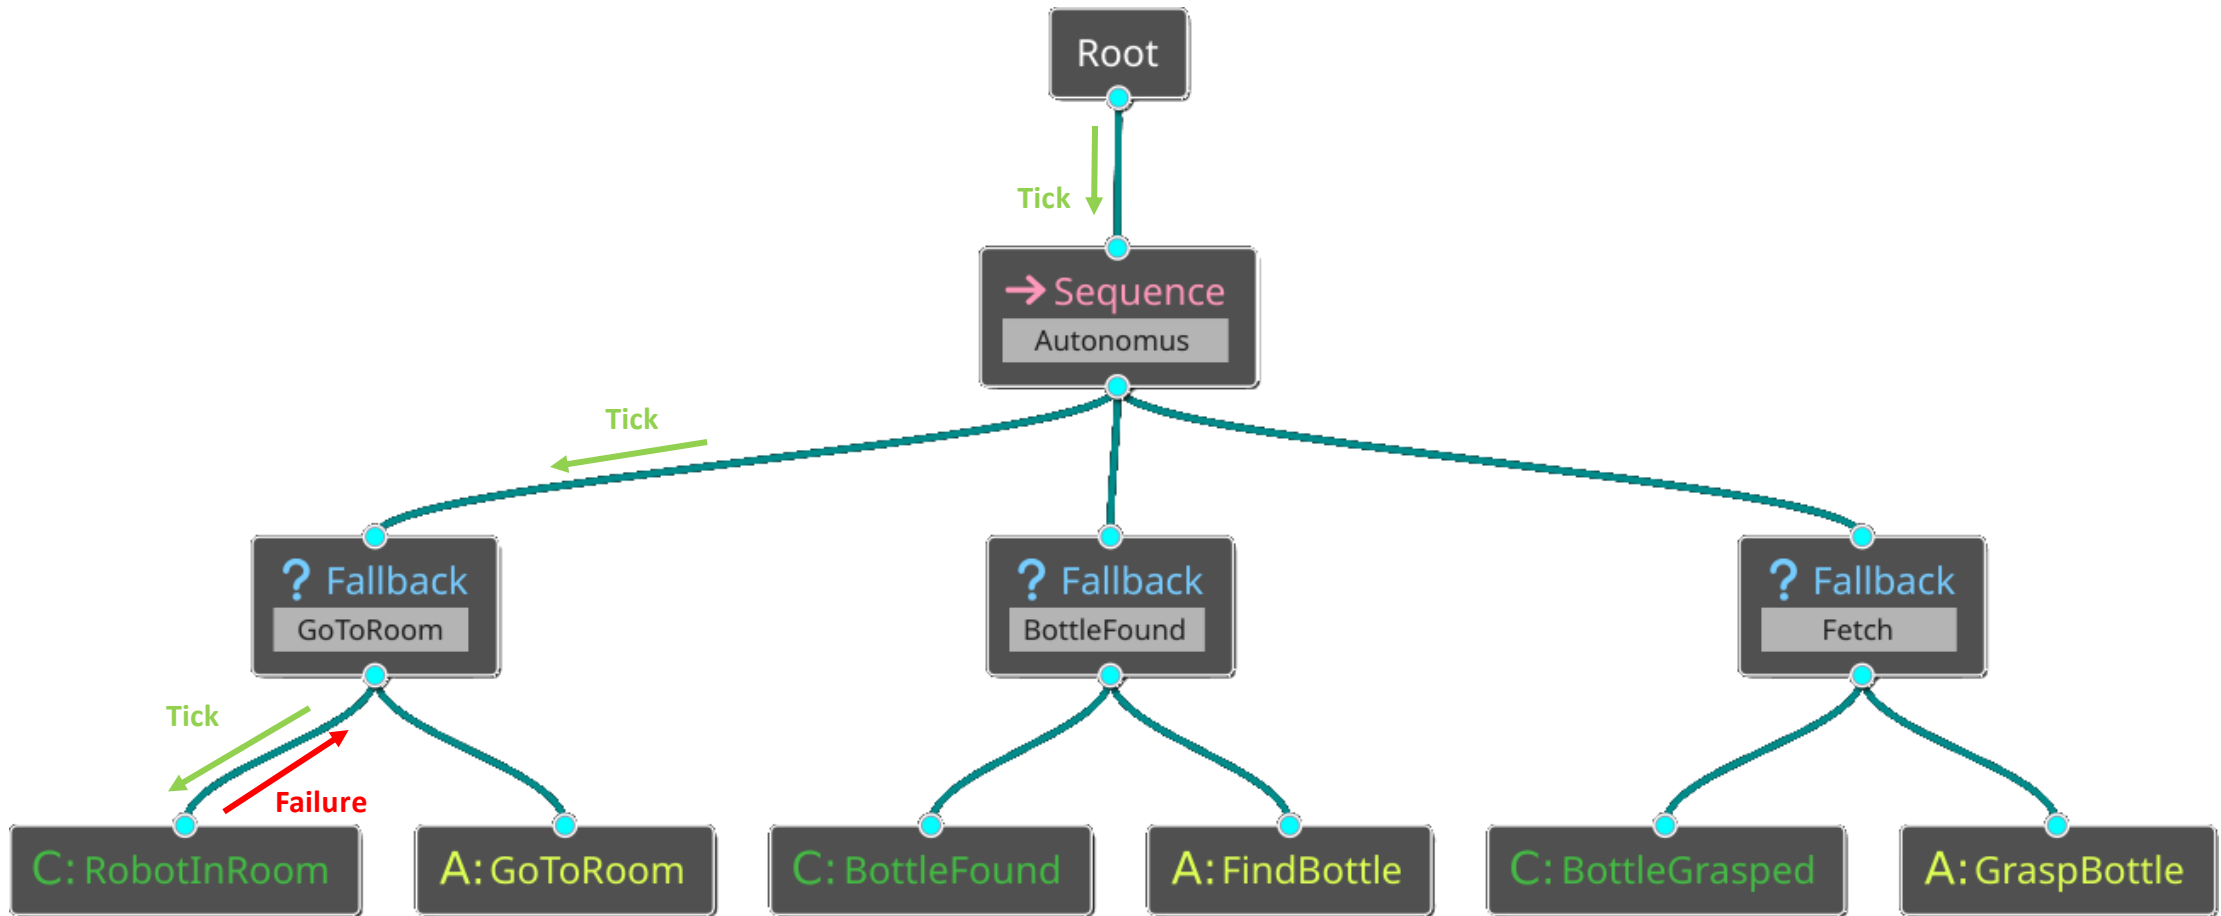 Root
Tick
→ Sequence
Autonomus
Tick
? Fallback
GoToRoom
? Fallback
BottleFound
? Fallback
Fetch
Tick
Failure
C: RobotInRoom
A: GoToRoom
C: BottleFound
A: FindBottle
C: BottleGrasped
A: GraspBottle